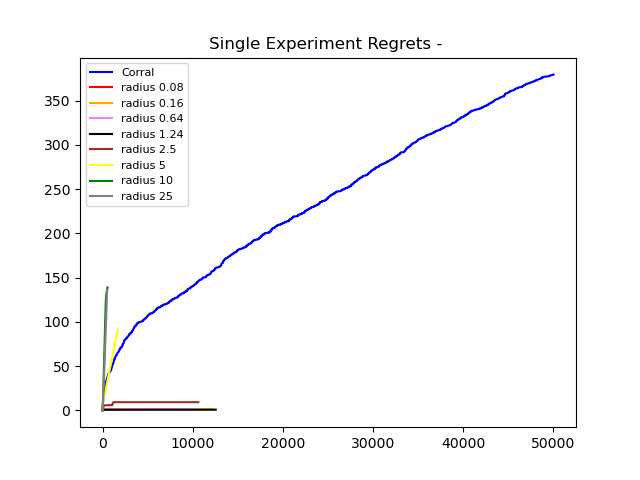 Single Experiment Regrets -
Corral
radius 0.08
radius 0.16
radius 0.64
radius 1.24
radius 2.5
radius 5
radius 10
radius 25
350
300
250
200
150
100
50
0
0 10000 20000 30000 40000 50000